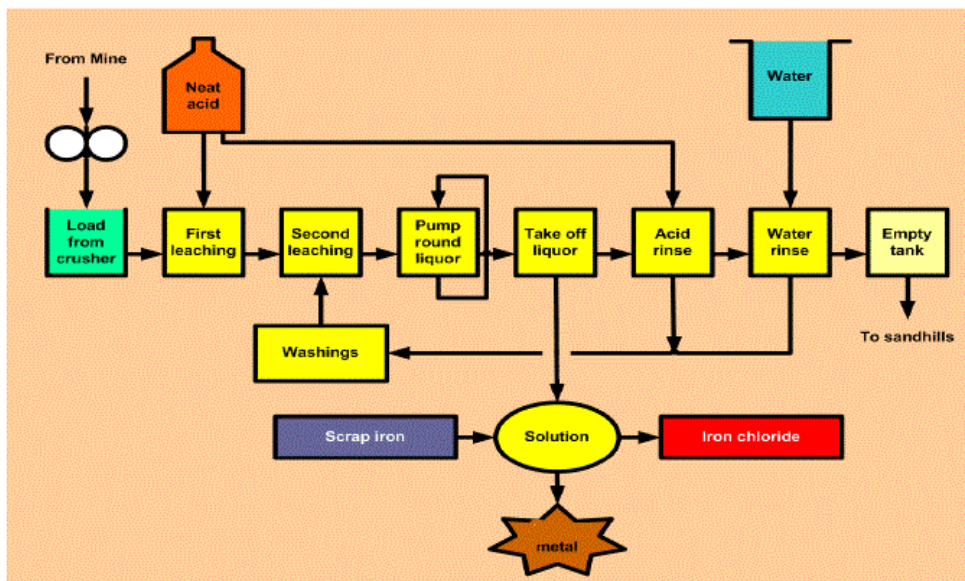 From Mine
Neat
acid
Water
Load
from
crusher
First
leaching
Second
leaching
Pump
round
liquor
Take off
liquor
Acid
rinse
Water
rinse
Empty
tank
To sandhills
Washings
Scrap iron
Solution
Iron chloride
metal